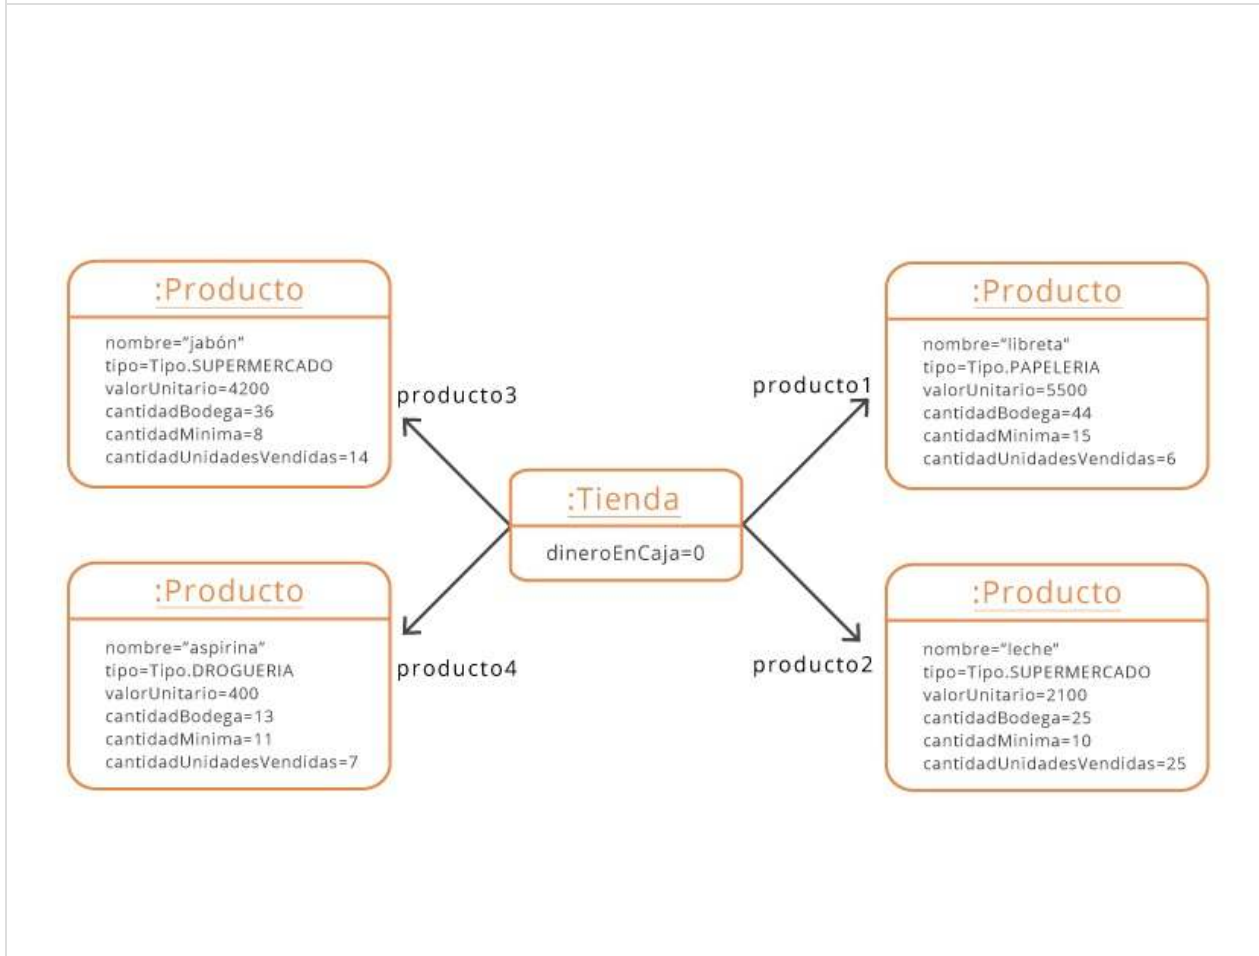 :Producto
nombre="jabón"
tipo=Tipo.SUPERMERCADO
valorUnitario=4200
cantidadBodega=36
cantidadMinima=8
cantidadUnidadesVendidas=14
producto3
:Producto
nombre="libreta"
tipo=Tipo.PAPELERIA
valorUnitario=5500
cantidadBodega=44
cantidadMinima=15
cantidadUnidadesVendidas=6
producto1
:Tienda
dineroEnCaja=0
:Producto
nombre="aspirina"
tipo=Tipo.DROGUERIA
valorUnitario=400
cantidadBodega=13
cantidadMinima=11
cantidadUnidadesVendidas=7
producto4
:Producto
nombre="leche"
tipo=Tipo.SUPERMERCADO
valorUnitario=2100
cantidadBodega=25
cantidadMinima=10
cantidadUnidadesVendidas=25
producto2